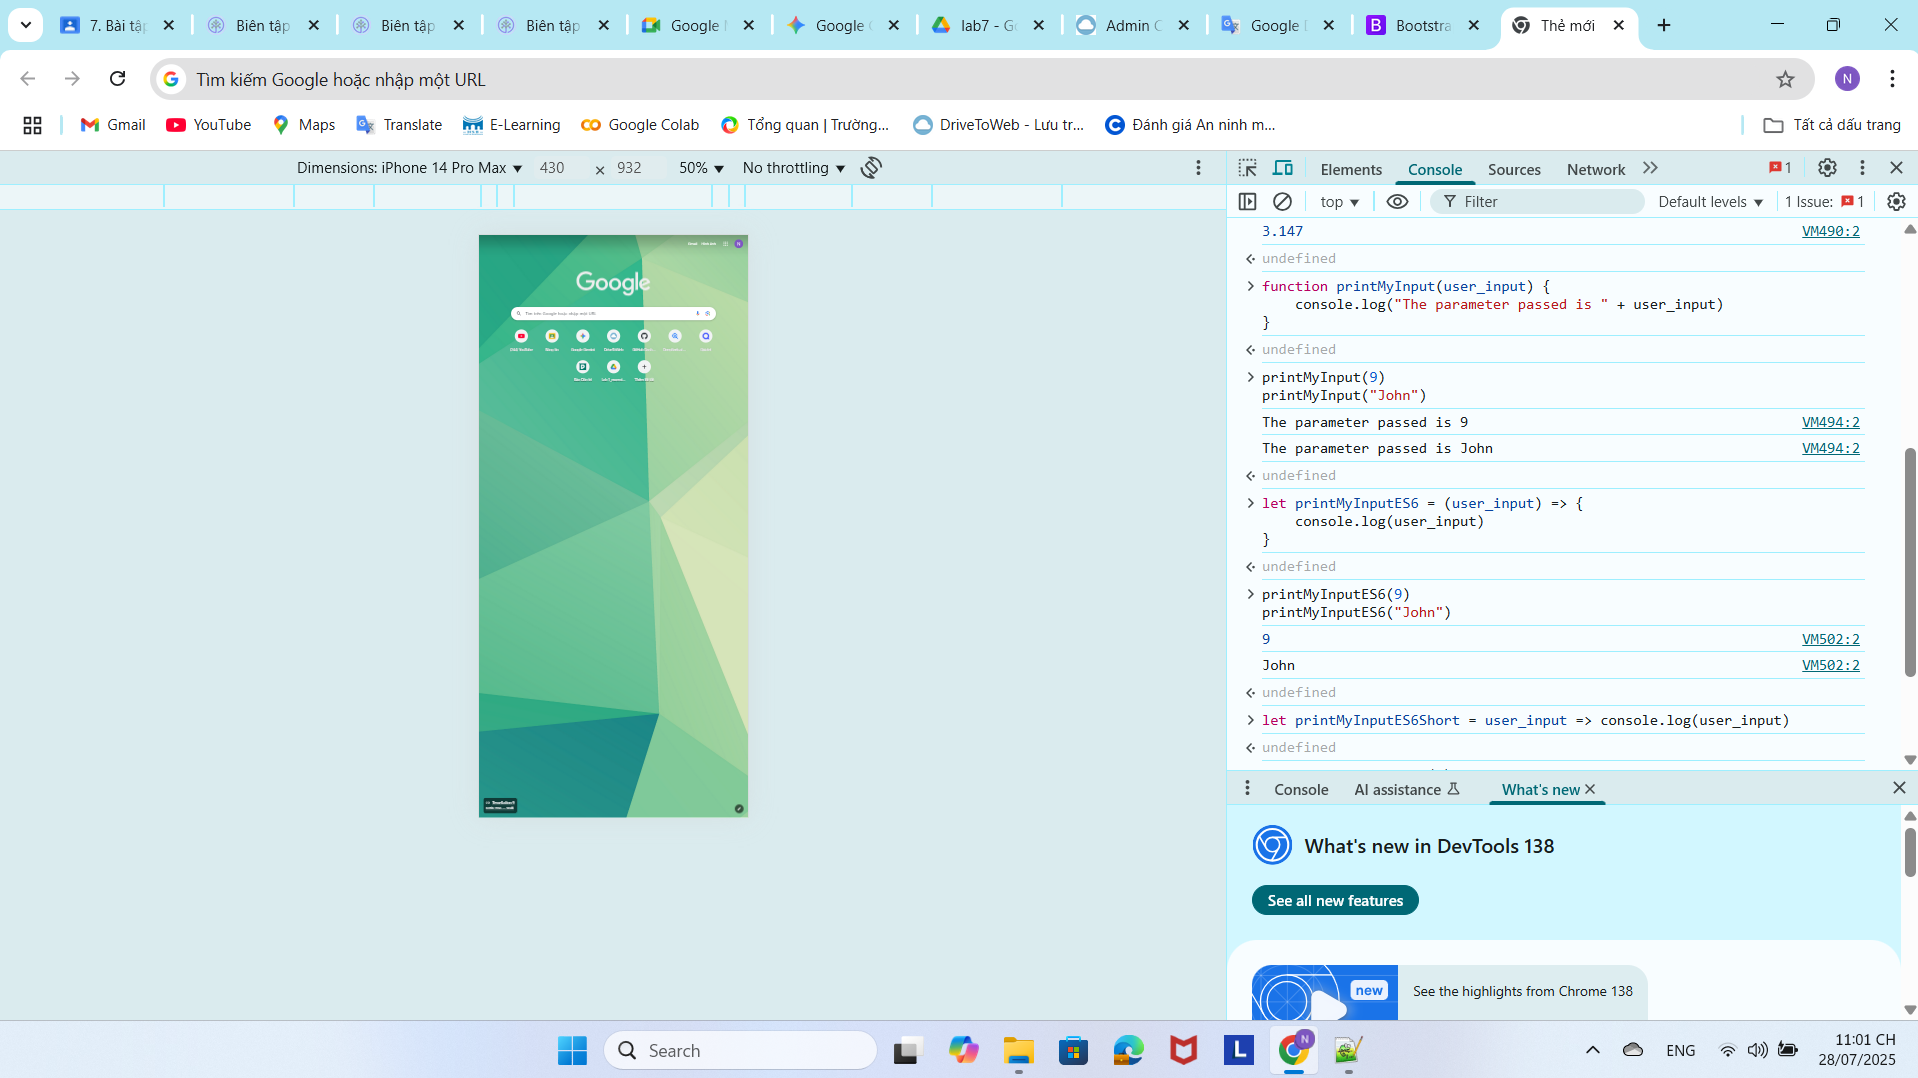 7. Bài tập
Biên tập
Biên tập
Biên tập
Google
Google
lab7 - Go
Admin C
Google
Bootstra
Thẻ mới
Tìm kiếm Google hoặc nhập một URL
N
Gmail
YouTube
Maps
Translate
E-Learning
Google Colab
Tổng quan | Trường...
DriveToWeb - Lưu tr...
Đánh giá An ninh m...
Tất cả dấu trang
Dimensions: iPhone 14 Pro Max
430
×
932
50%
No throttling
Elements
Console
Sources
Network
1
top
Filter
Default levels
1 Issue:
1
Google
3.147
VM490:2
undefined
function printMyInput(user_input) {
console.log("The parameter passed is " + user_input)
}
undefined
printMyInput(9)
printMyInput("John")
The parameter passed is 9
VM494:2
The parameter passed is John
VM494:2
undefined
let printMyInputES6 = (user_input) => {
console.log(user_input)
}
undefined
printMyInputES6(9)
printMyInputES6("John")
9
VM502:2
John
VM502:2
undefined
let printMyInputES6Short = user_input => console.log(user_input)
undefined
Console
AI assistance
What's new
What's new in DevTools 138
See all new features
new
See the highlights from Chrome 138
Search
L
N
ENG
11:01 CH
28/07/2025